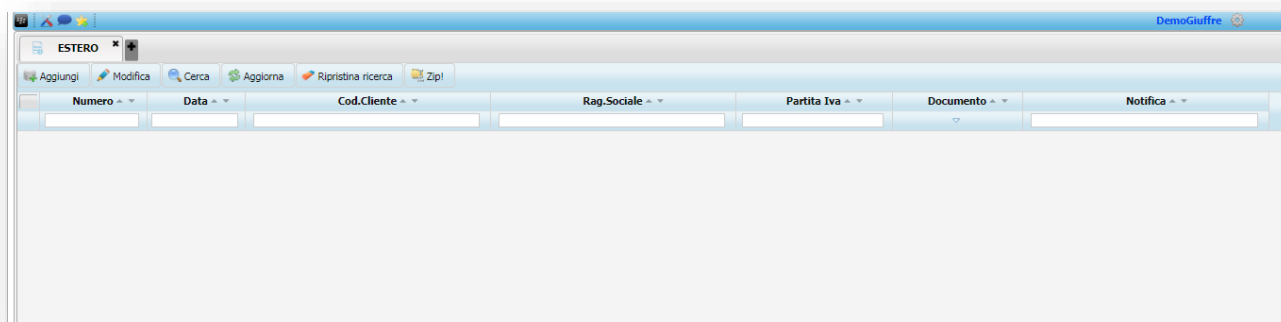 DemoGiuffre
ESTERO
Aggiungi Modifica Cerca Aggiorna Ripristina ricerca Zip!
Numero Data Cod.Cliente Rag.Sociale Partita Iva Documento Notifica